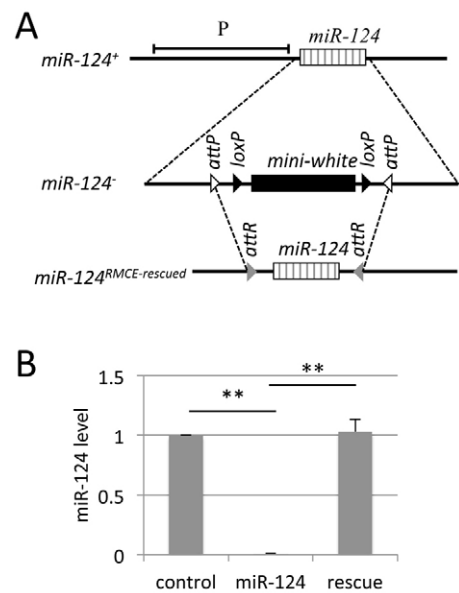 A
P
miR-124
miR-124+
attP
loxP
mini-white
loxP
attP
miR-124-
attR
miR-124
attR
miR-124RMCE-rescued
B
1.5
**
**
1
0.5
0
miR-124 level
control
miR-124
rescue